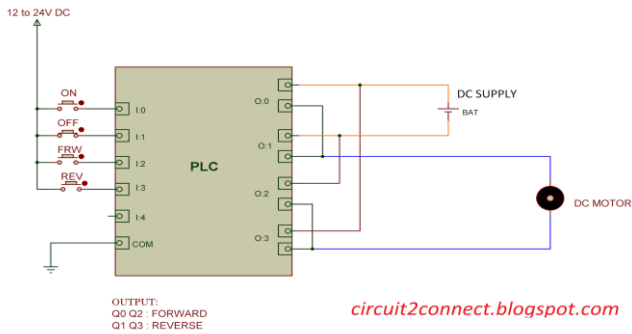 12 to 24V DC
ON
OFF
FRW
REV
I:0
I:1
I:2
I:3
I:4
COM
PLC
O:0
O:1
O:2
O:3
DC SUPPLY
BAT
DC MOTOR
OUTPUT:
Q0 Q2 : FORWARD
Q1 Q3 : REVERSE
circuit2connect.blogspot.com